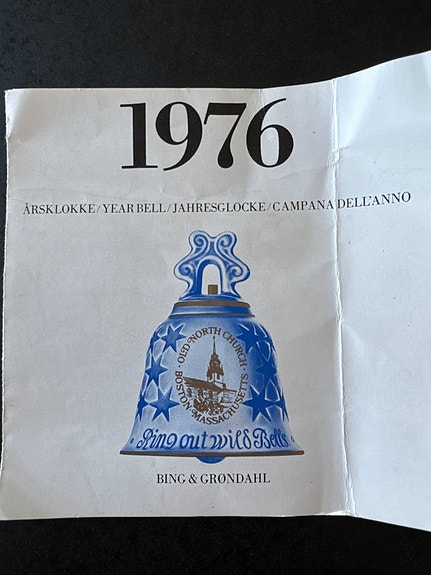 1976
ÅRSKLOKKE/YEAR BELL/JAHRESGLOCKE/CAMPANA DELL'ANNO
OLD NORTH CHURCH
BOSTON · MASSACHUSETTS
Ring out wild Bells
BING & GRØNDAHL